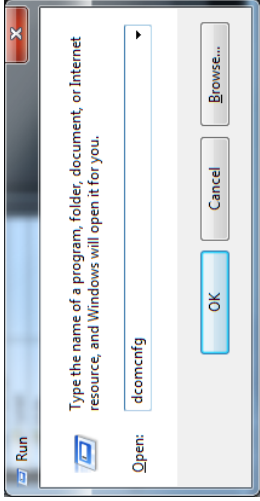 Run
Type the name of a program, folder, document, or Internet
resource, and Windows will open it for you.
Open: dcomcnfg
OK Cancel Browse...